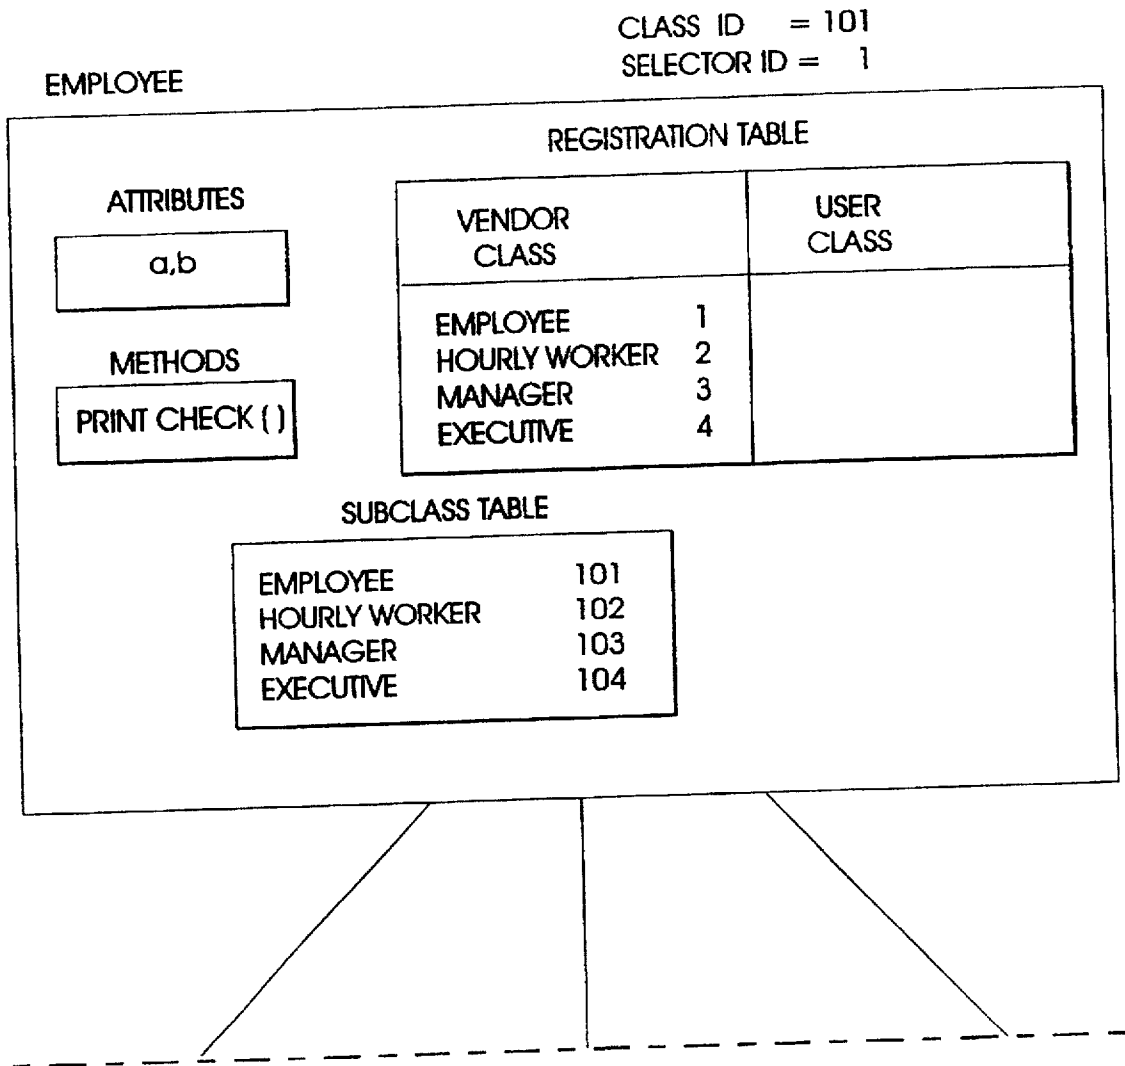 CLASS ID = 101
SELECTOR ID = 1
EMPLOYEE
REGISTRATION TABLE
ATTRIBUTES
a,b
METHODS
PRINT CHECK ( )
VENDOR CLASS
USER CLASS
EMPLOYEE 1
HOURLY WORKER 2
MANAGER 3
EXECUTIVE 4
SUBCLASS TABLE
EMPLOYEE 101
HOURLY WORKER 102
MANAGER 103
EXECUTIVE 104